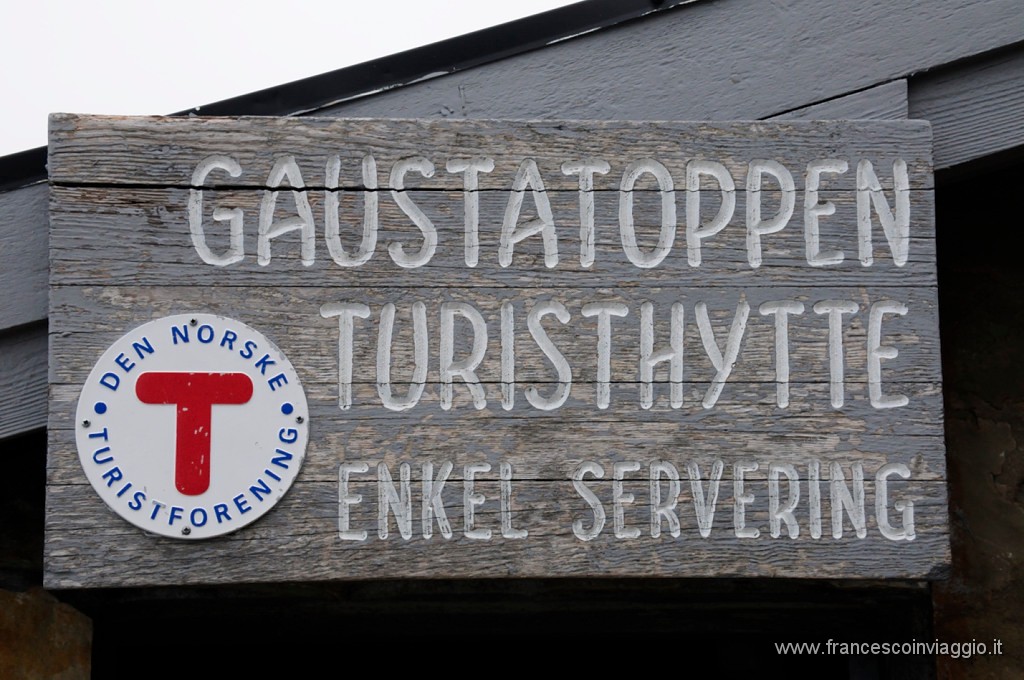 GAUSTATOPPEN
TURISTHYTTE
ENKEL SERVERING
DEN NORSKE
T
TURISTFORENING
www.francescoinviaggio.it